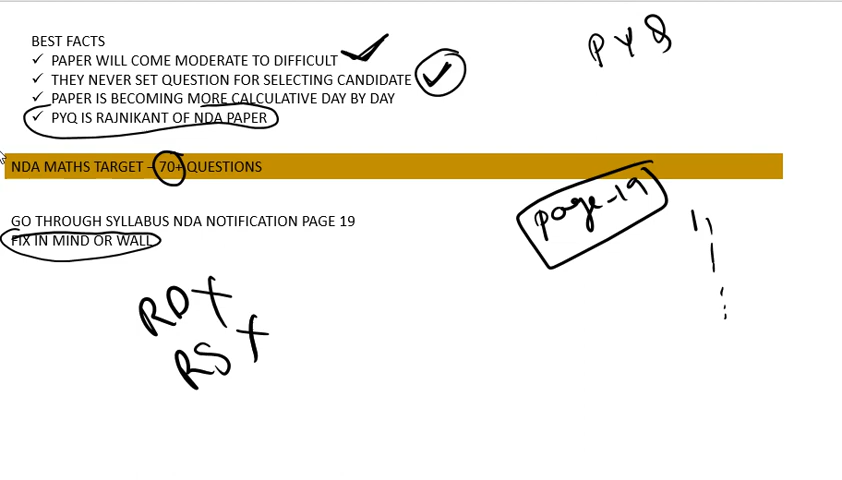 BEST FACTS
✓ PAPER WILL COME MODERATE TO DIFFICULT
✓ THEY NEVER SET QUESTION FOR SELECTING CANDIDATE
✓ PAPER IS BECOMING MORE CALCULATIVE DAY BY DAY
✓ PYQ IS RAJNIKANT OF NDA PAPER
PYQ
NDA MATHS TARGET – 70+ QUESTIONS
GO THROUGH SYLLABUS NDA NOTIFICATION PAGE 19
FIX IN MIND OR WALL
page-19
RD
RS